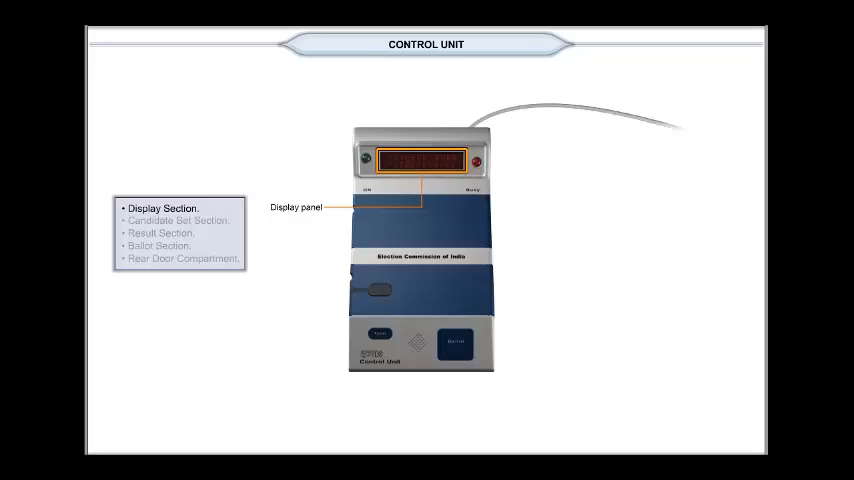 CONTROL UNIT
ON
Busy
Display panel
• Display Section.
• Candidate Set Section.
• Result Section.
• Ballot Section.
• Rear Door Compartment.
Election Commission of India
Total
Ballot
Control Unit